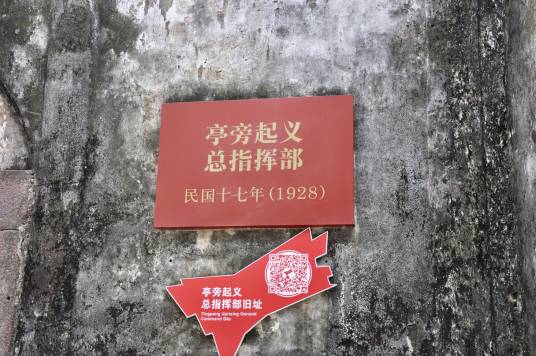 亭旁起义
总指挥部
民国十七年(1928)
亭旁起义
总指挥部旧址
Tingpang Uprising General
Command Site